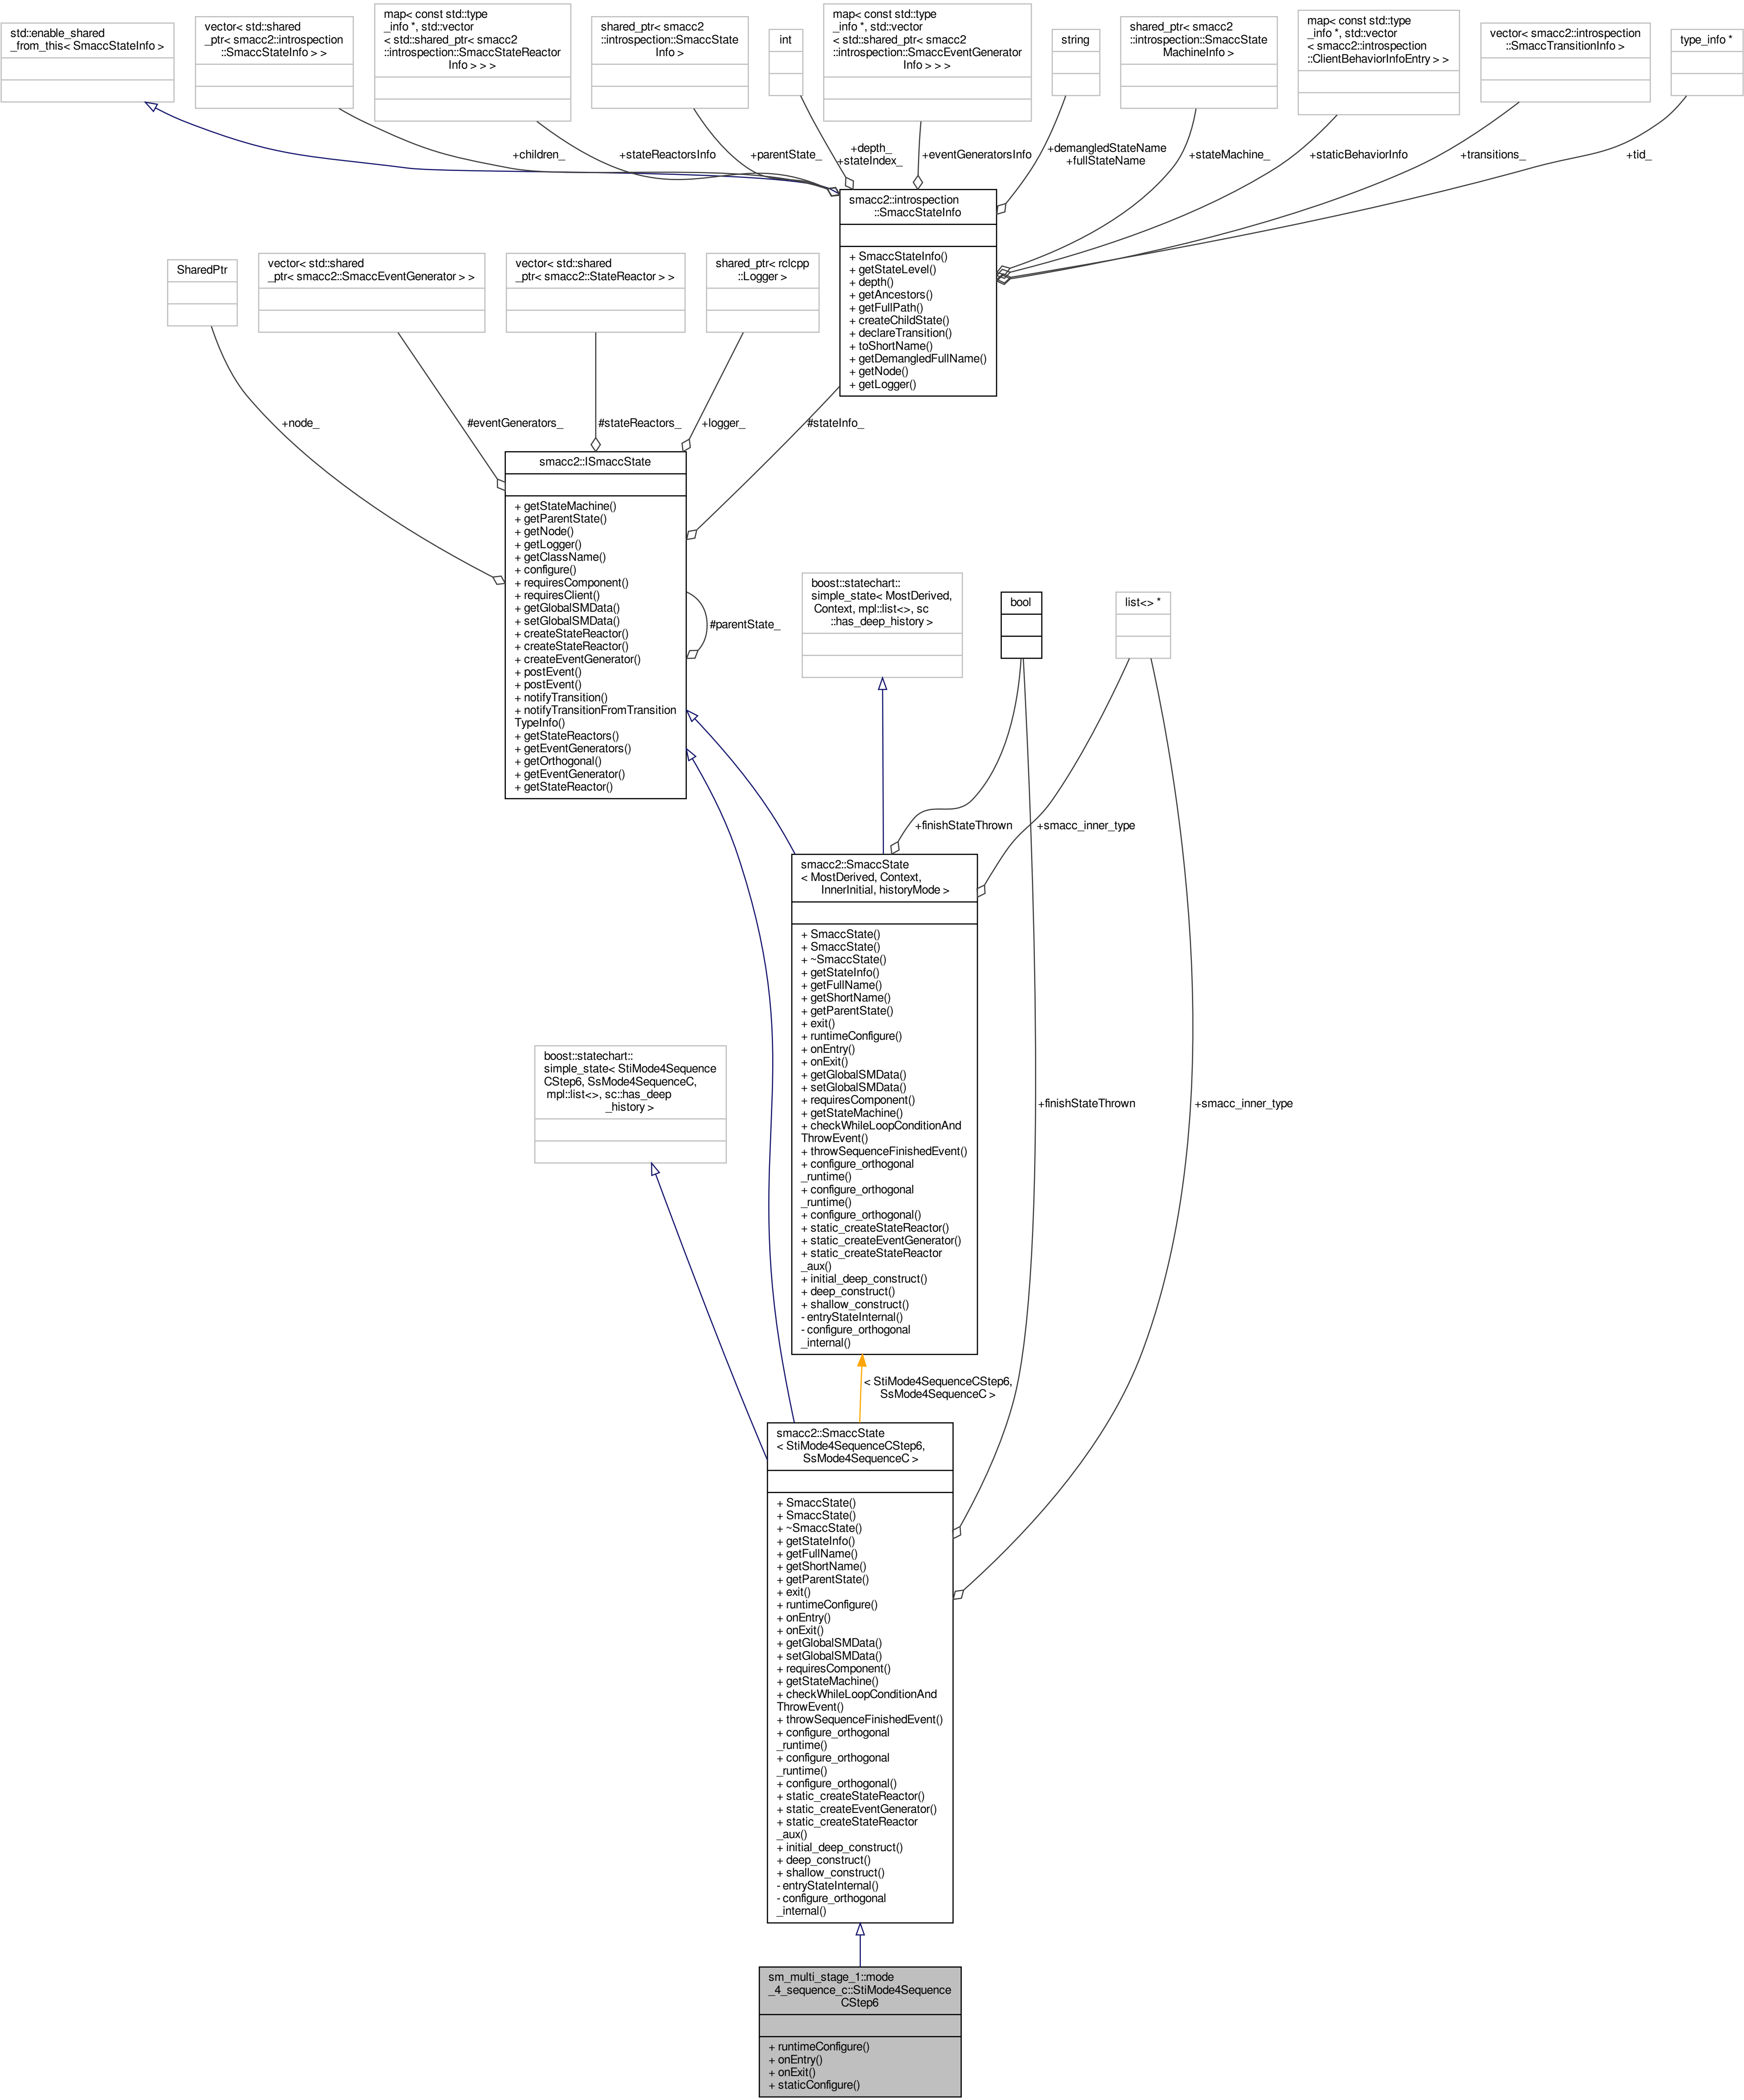 std::enable_shared
_from_this< SmaccStateInfo >
vector< std::shared
_ptr< smacc2::introspection
::SmaccStateInfo > >
map< const std::type
_info *, std::vector
< std::shared_ptr< smacc2
::introspection::SmaccStateReactor
Info > > >
shared_ptr< smacc2
::introspection::SmaccState
Info >
int
map< const std::type
_info *, std::vector
< std::shared_ptr< smacc2
::introspection::SmaccEventGenerator
Info > > >
string
shared_ptr< smacc2
::introspection::SmaccState
MachineInfo >
map< const std::type
_info *, std::vector
< smacc2::introspection
::ClientBehaviorInfoEntry > >
vector< smacc2::introspection
::SmaccTransitionInfo >
type_info *
+children_
+stateReactorsInfo
+parentState_
+depth_
+stateIndex_
+eventGeneratorsInfo
+demangledStateName
+fullStateName
+stateMachine_
+staticBehaviorInfo
+transitions_
+tid_
smacc2::introspection
::SmaccStateInfo
+ SmaccStateInfo()
+ getStateLevel()
+ depth()
+ getAncestors()
+ getFullPath()
+ createChildState()
+ declareTransition()
+ toShortName()
+ getDemangledFullName()
+ getNode()
+ getLogger()
SharedPtr
vector< std::shared
_ptr< smacc2::SmaccEventGenerator > >
vector< std::shared
_ptr< smacc2::StateReactor > >
shared_ptr< rclcpp
::Logger >
+node_
#eventGenerators_
#stateReactors_
+logger_
#stateInfo_
smacc2::ISmaccState
+ getStateMachine()
+ getParentState()
+ getNode()
+ getLogger()
+ getClassName()
+ configure()
+ requiresComponent()
+ requiresClient()
+ getGlobalSMData()
+ setGlobalSMData()
+ createStateReactor()
+ createStateReactor()
+ createEventGenerator()
+ postEvent()
+ postEvent()
+ notifyTransition()
+ notifyTransitionFromTransition
TypeInfo()
+ getStateReactors()
+ getEventGenerators()
+ getOrthogonal()
+ getEventGenerator()
+ getStateReactor()
#parentState_
boost::statechart::
simple_state< MostDerived,
Context, mpl::list<>, sc
::has_deep_history >
bool
list<> *
+finishStateThrown
+smacc_inner_type
smacc2::SmaccState
< MostDerived, Context,
InnerInitial, historyMode >
+ SmaccState()
+ SmaccState()
+ ~SmaccState()
+ getStateInfo()
+ getFullName()
+ getShortName()
+ getParentState()
+ exit()
+ runtimeConfigure()
+ onEntry()
+ onExit()
+ getGlobalSMData()
+ setGlobalSMData()
+ requiresComponent()
+ getStateMachine()
+ checkWhileLoopConditionAnd
ThrowEvent()
+ throwSequenceFinishedEvent()
+ configure_orthogonal
_runtime()
+ configure_orthogonal
_runtime()
+ configure_orthogonal()
+ static_createStateReactor()
+ static_createEventGenerator()
+ static_createStateReactor
_aux()
+ initial_deep_construct()
+ deep_construct()
+ shallow_construct()
- entryStateInternal()
- configure_orthogonal
_internal()
boost::statechart::
simple_state< StiMode4Sequence
CStep6, SsMode4SequenceC,
mpl::list<>, sc::has_deep
_history >
+finishStateThrown
+smacc_inner_type
< StiMode4SequenceCStep6,
SsMode4SequenceC >
smacc2::SmaccState
< StiMode4SequenceCStep6,
SsMode4SequenceC >
+ SmaccState()
+ SmaccState()
+ ~SmaccState()
+ getStateInfo()
+ getFullName()
+ getShortName()
+ getParentState()
+ exit()
+ runtimeConfigure()
+ onEntry()
+ onExit()
+ getGlobalSMData()
+ setGlobalSMData()
+ requiresComponent()
+ getStateMachine()
+ checkWhileLoopConditionAnd
ThrowEvent()
+ throwSequenceFinishedEvent()
+ configure_orthogonal
_runtime()
+ configure_orthogonal
_runtime()
+ configure_orthogonal()
+ static_createStateReactor()
+ static_createEventGenerator()
+ static_createStateReactor
_aux()
+ initial_deep_construct()
+ deep_construct()
+ shallow_construct()
- entryStateInternal()
- configure_orthogonal
_internal()
sm_multi_stage_1::mode
_4_sequence_c::StiMode4Sequence
CStep6
+ runtimeConfigure()
+ onEntry()
+ onExit()
+ staticConfigure()